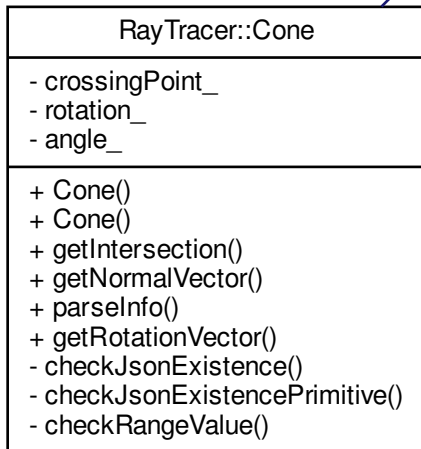 RayTracer::Cone
- crossingPoint_
- rotation_
- angle_
+ Cone()
+ Cone()
+ getIntersection()
+ getNormalVector()
+ parseInfo()
+ getRotationVector()
- checkJsonExistence()
- checkJsonExistencePrimitive()
- checkRangeValue()